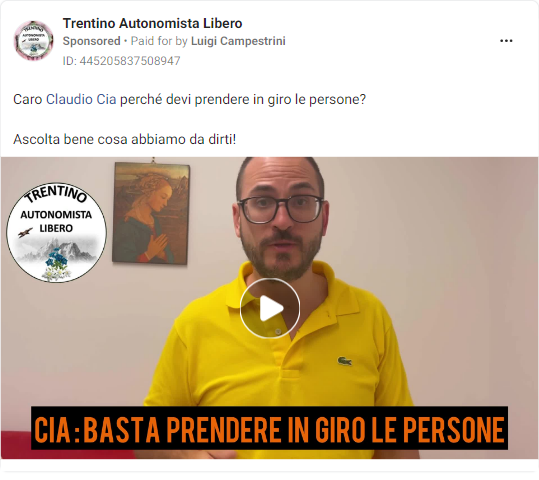 Trentino Autonomista Libero
Sponsored • Paid for by Luigi Campestrini
ID: 445205837508947
Caro Claudio Cia perché devi prendere in giro le persone?
Ascolta bene cosa abbiamo da dirti!
TRENTINO
AUTONOMISTA
LIBERO
CIA: BASTA PRENDERE IN GIRO LE PERSONE